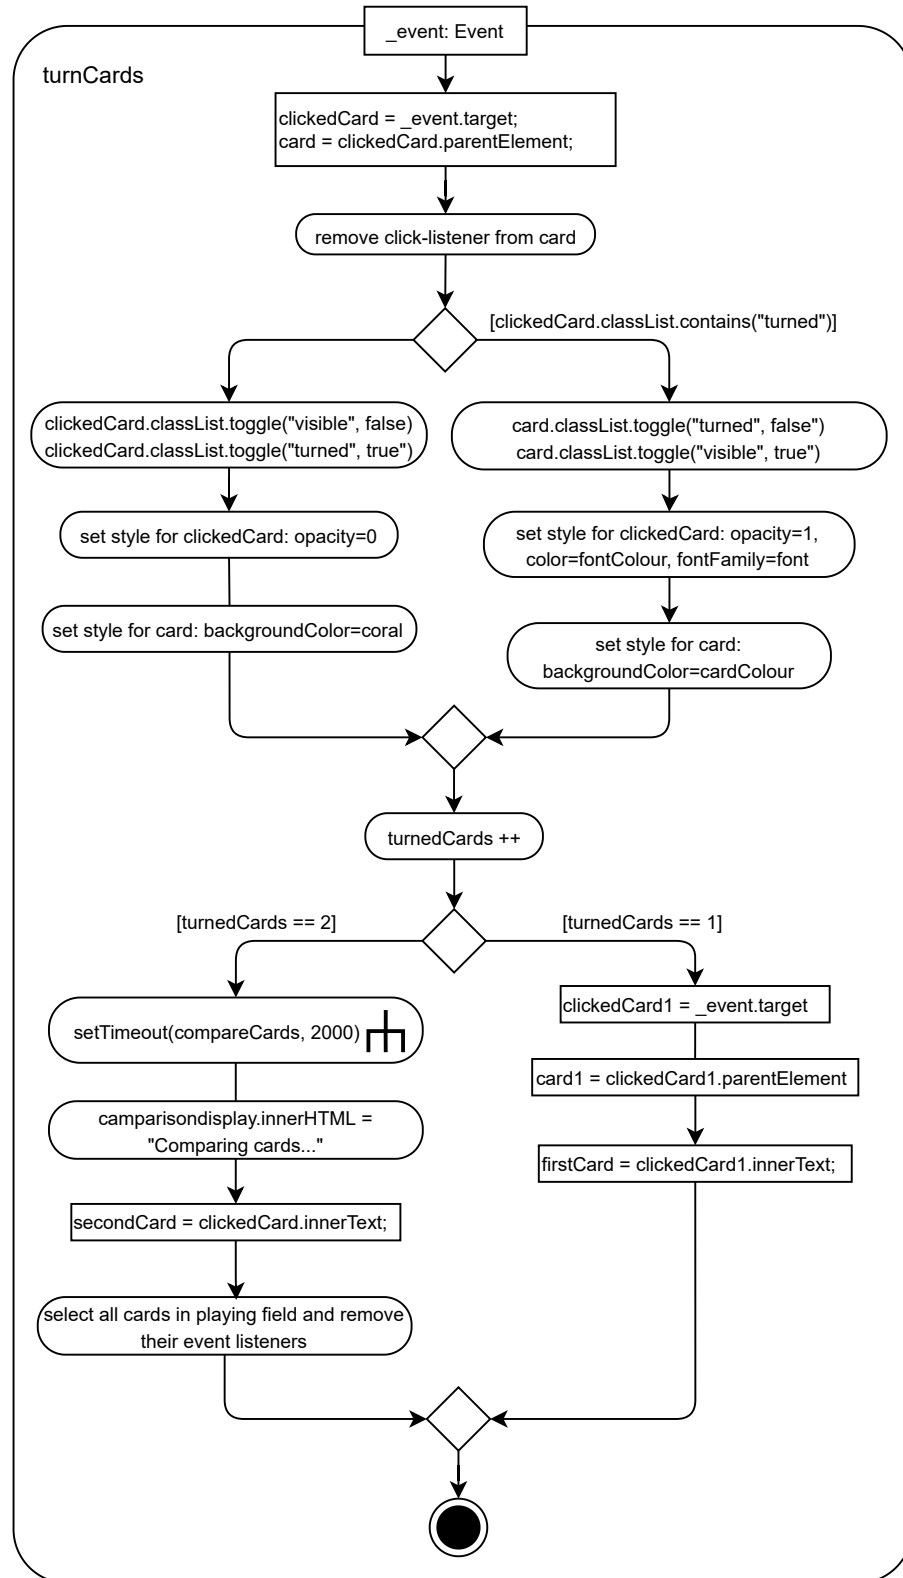 _event: Event
turnCards
clickedCard = _event.target;
card = clickedCard.parentElement;
remove click-listener from card
[clickedCard.classList.contains("turned")]
clickedCard.classList.toggle("visible", false)
clickedCard.classList.toggle("turned", true")
card.classList.toggle("turned", false")
card.classList.toggle("visible", true")
set style for clickedCard: opacity=0
set style for clickedCard: opacity=1,
color=fontColour, fontFamily=font
set style for card: backgroundColor=coral
set style for card:
backgroundColor=cardColour
turnedCards ++
[turnedCards == 2]
[turnedCards == 1]
setTimeout(compareCards, 2000)
camparisondisplay.innerHTML =
"Comparing cards..."
secondCard = clickedCard.innerText;
select all cards in playing field and remove
their event listeners
clickedCard1 = _event.target
card1 = clickedCard1.parentElement
firstCard = clickedCard1.innerText;